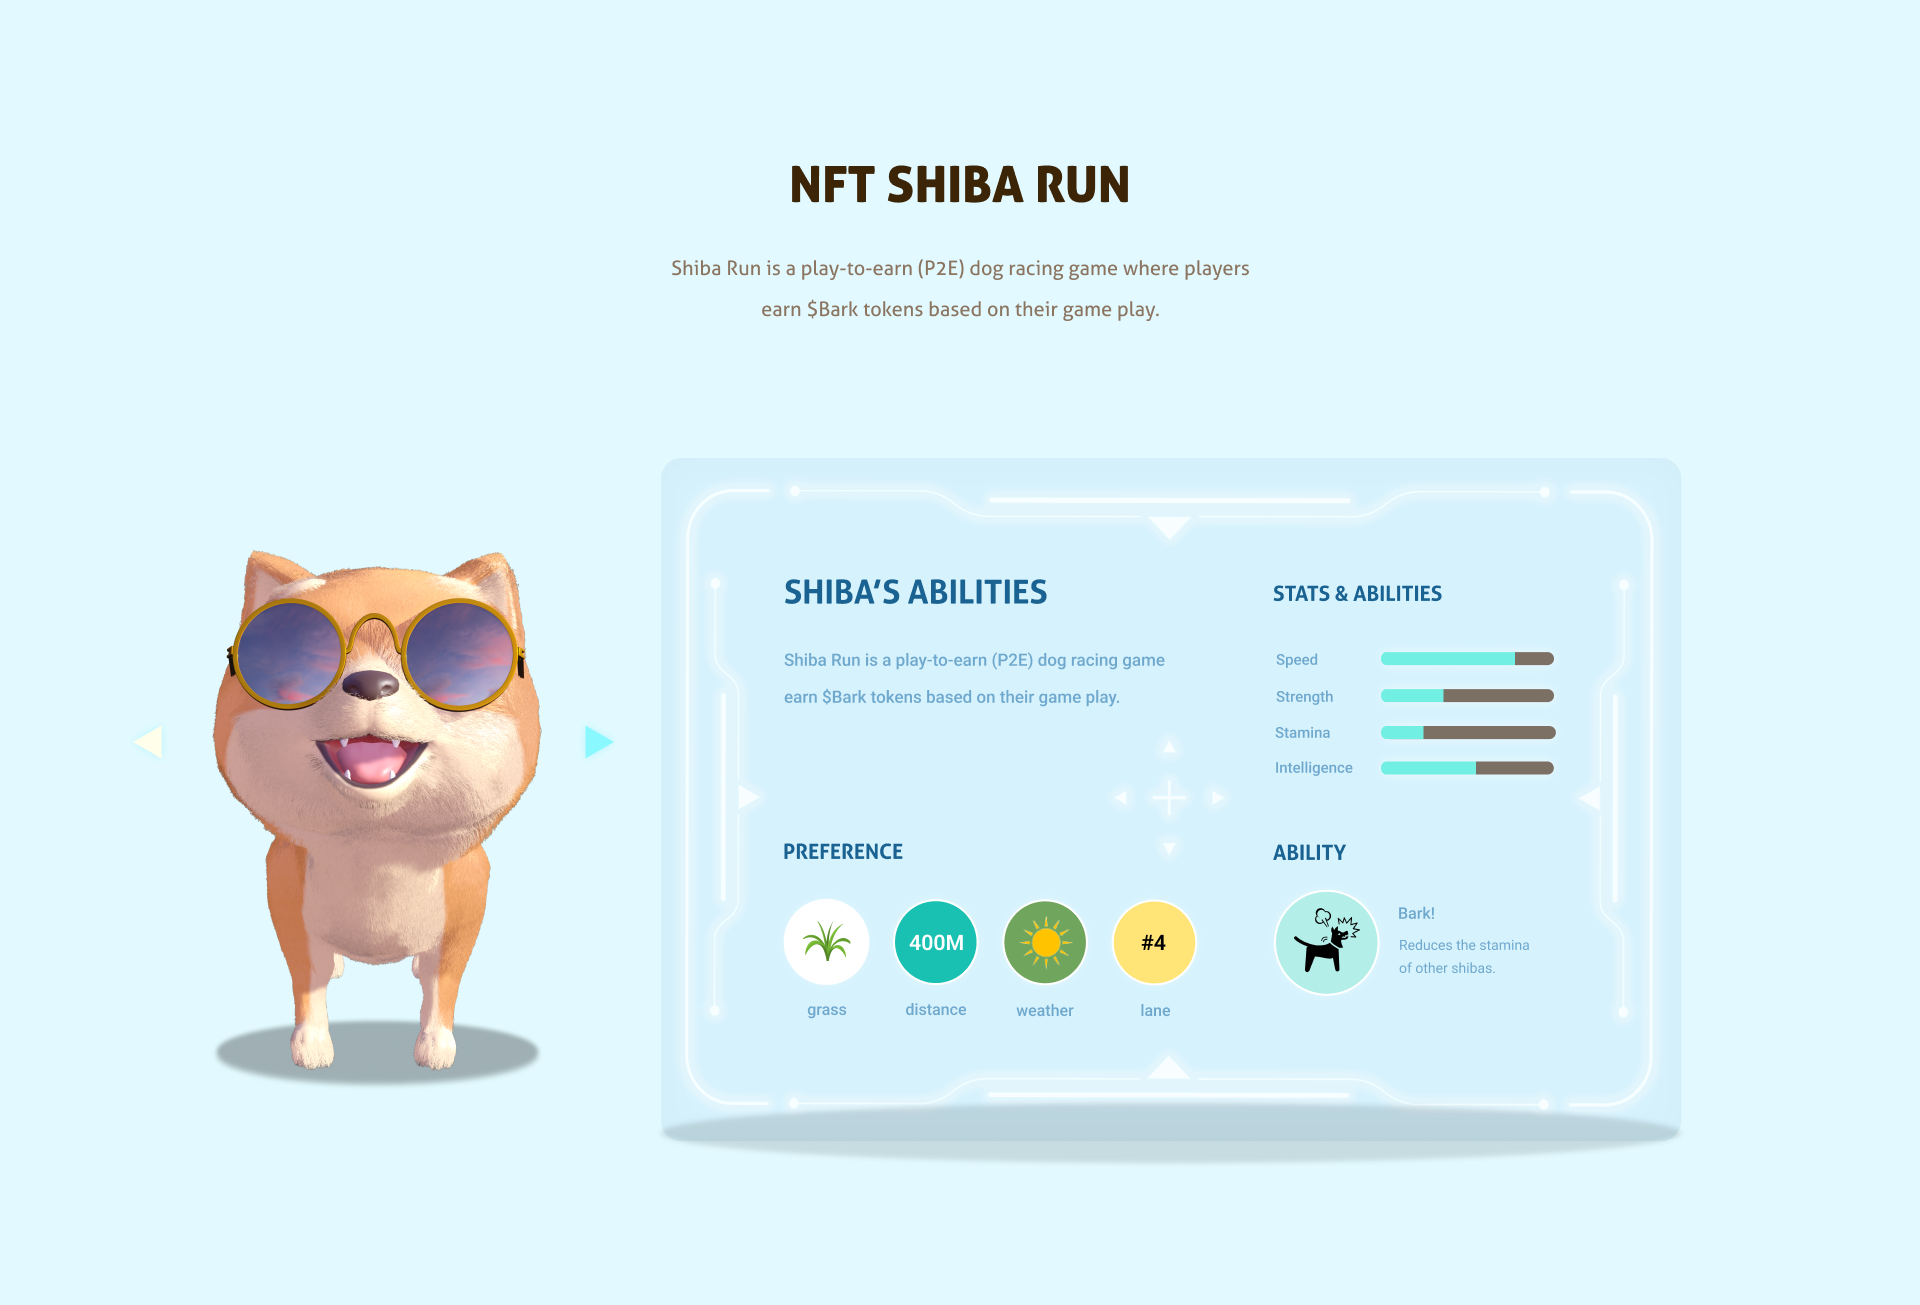 NFT SHIBA RUN
Shiba Run is a play-to-earn (P2E) dog racing game where players
earn $Bark tokens based on their game play.
SHIBA'S ABILITIES
Shiba Run is a play-to-earn (P2E) dog racing game
earn $Bark tokens based on their game play.
STATS & ABILITIES
Speed
Strength
Stamina
Intelligence
PREFERENCE
400M
#4
grass
distance
weather
lane
ABILITY
Bark!
Reduces the stamina
of other shibas.